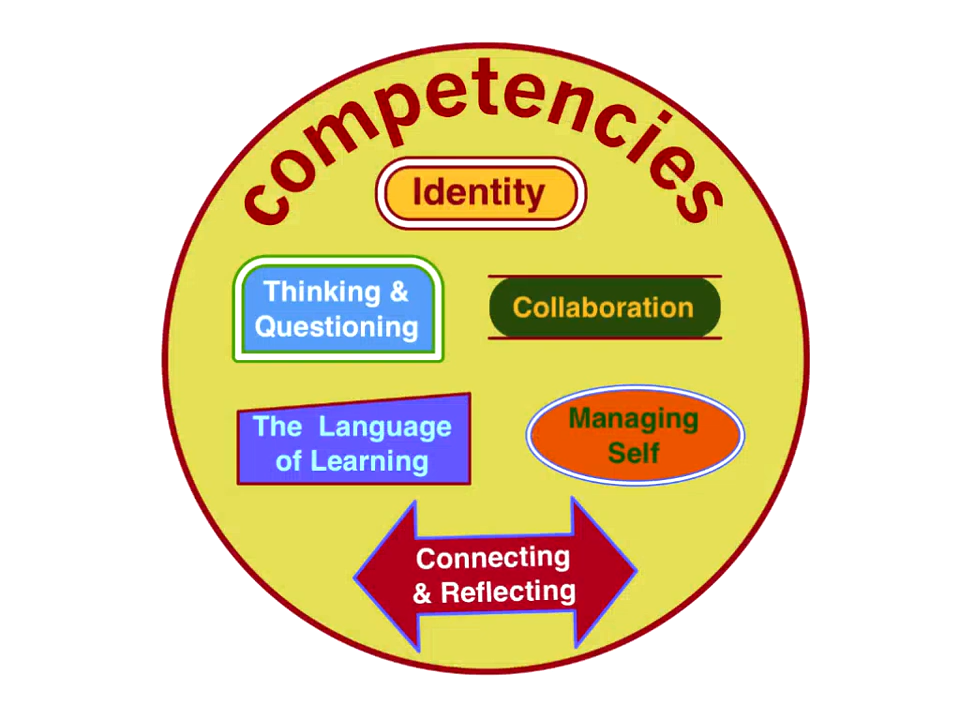 competencies
Identity
Thinking &
Questioning
Collaboration
The Language
of Learning
Managing
Self
Connecting
& Reflecting